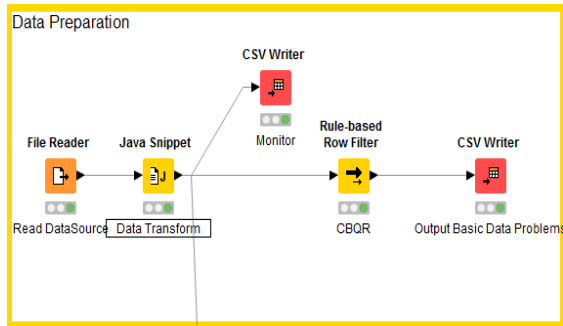 Data Preparation
CSV Writer
Monitor
File Reader
Read DataSource
Java Snippet
J
Data Transform
Rule-based
Row Filter
CBQR
CSV Writer
Output Basic Data Problems